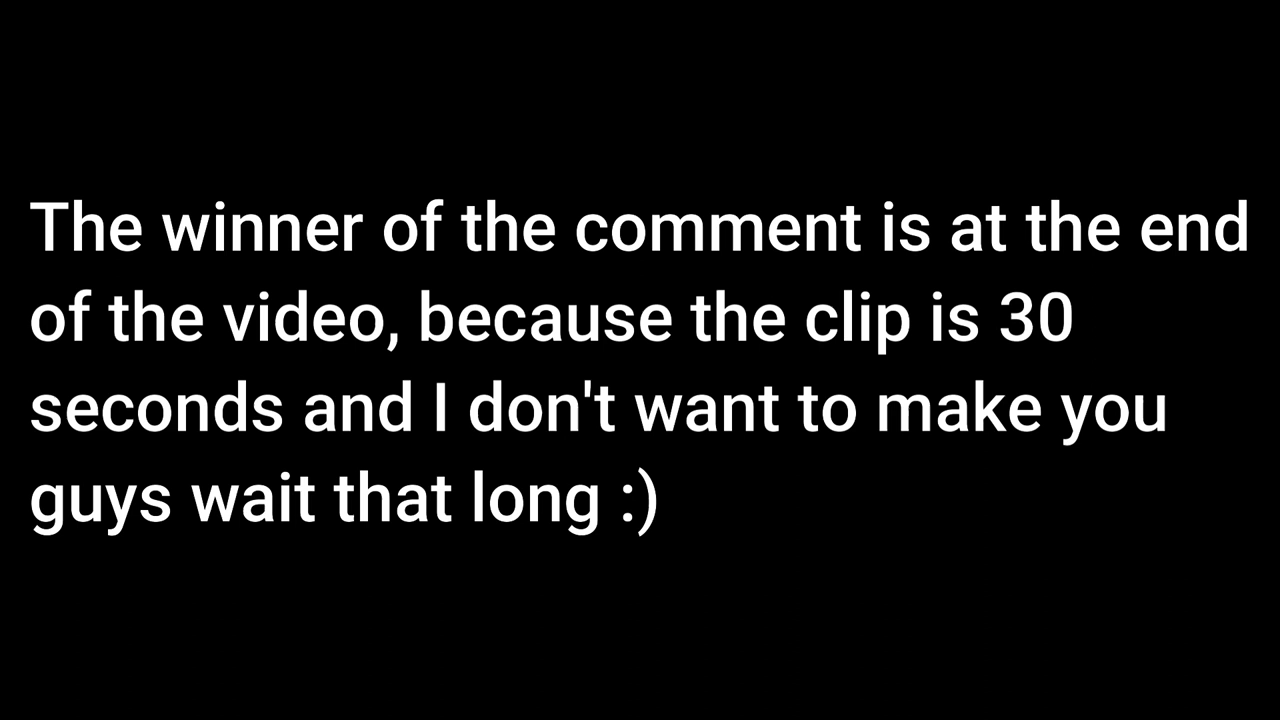 The winner of the comment is at the end
of the video, because the clip is 30
seconds and I don't want to make you
guys wait that long :)